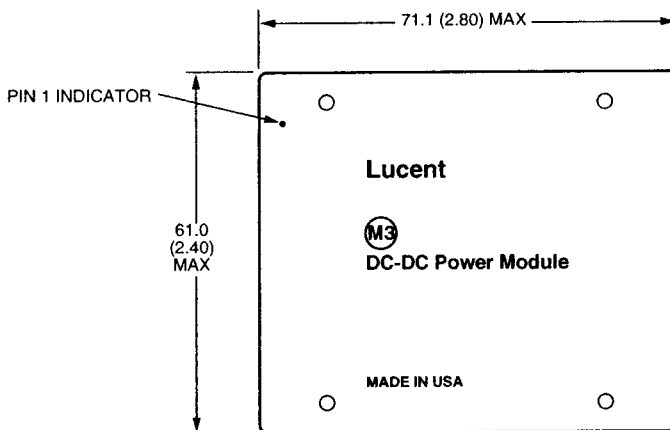 71.1 (2.80) MAX
PIN 1 INDICATOR
Lucent
61.0
(2.40)
MAX
M3
DC-DC Power Module
MADE IN USA